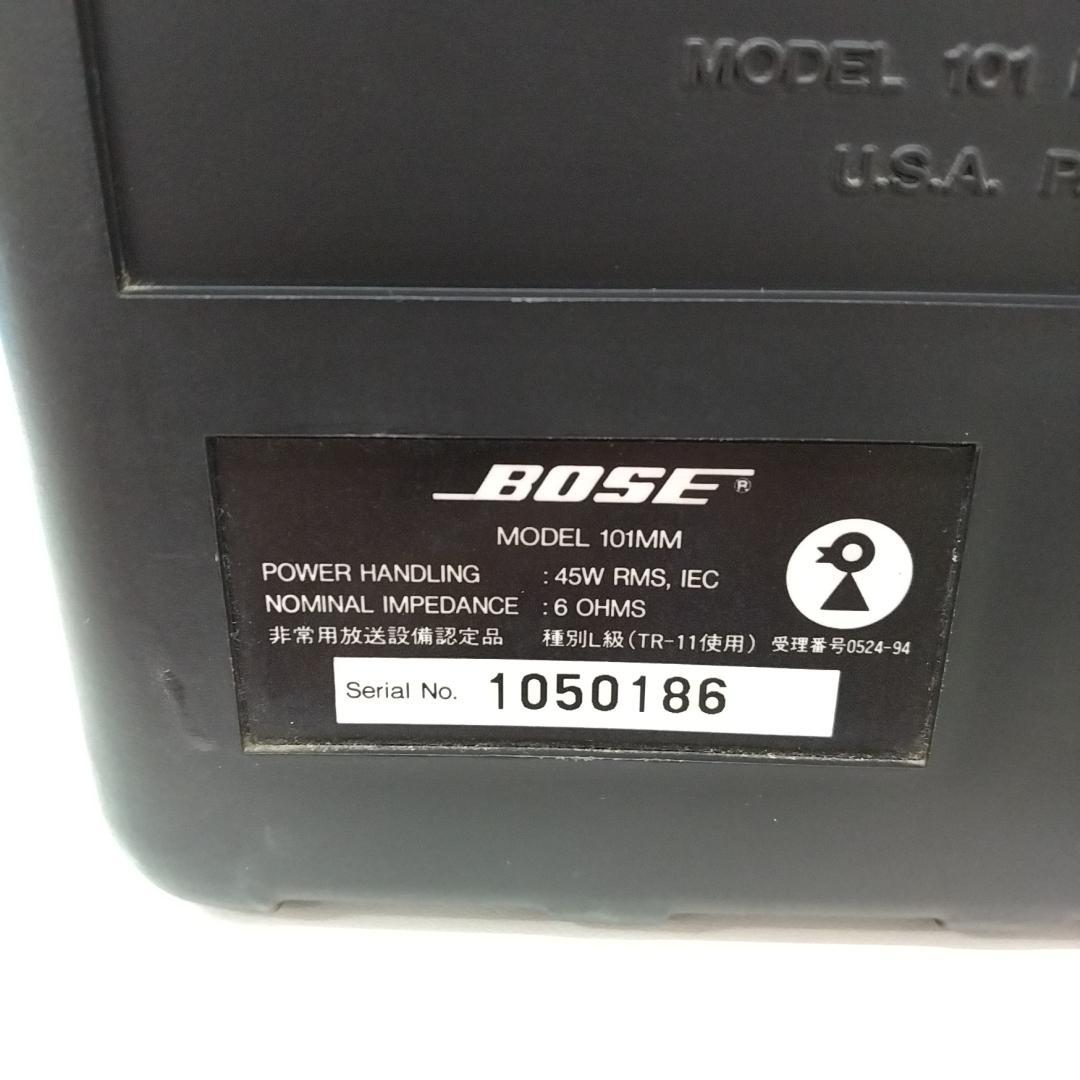 MODEL 101
U.S.A.
BOSE®
MODEL 101MM
POWER HANDLING : 45W RMS, IEC
NOMINAL IMPEDANCE : 6 OHMS
非常用放送設備認定品 種別L級(TR-11使用) 受理番号0524-94
Serial No. 1050186